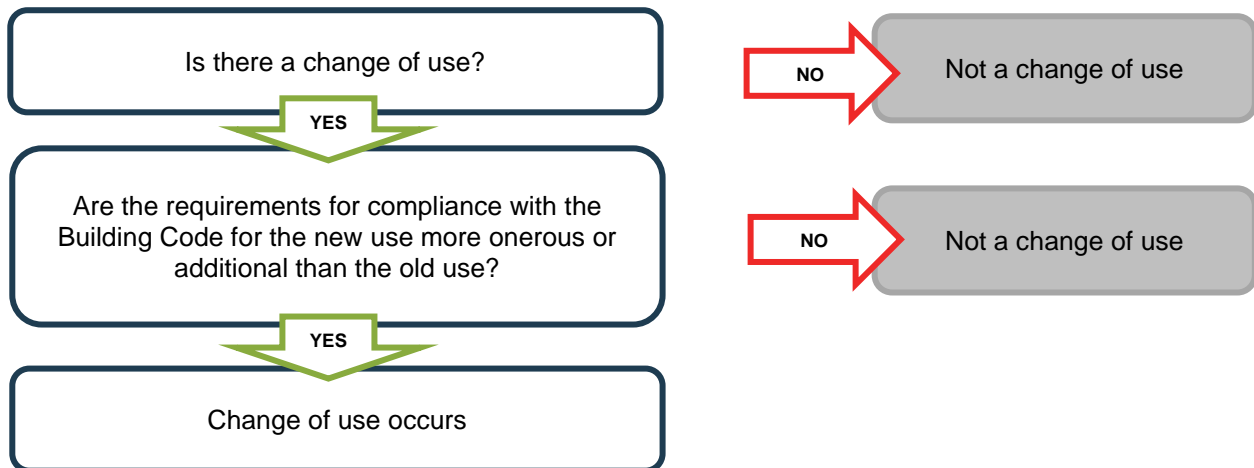 Is there a change of use?
NO
Not a change of use
YES
Are the requirements for compliance with the
Building Code for the new use more onerous or
additional than the old use?
NO
Not a change of use
YES
Change of use occurs